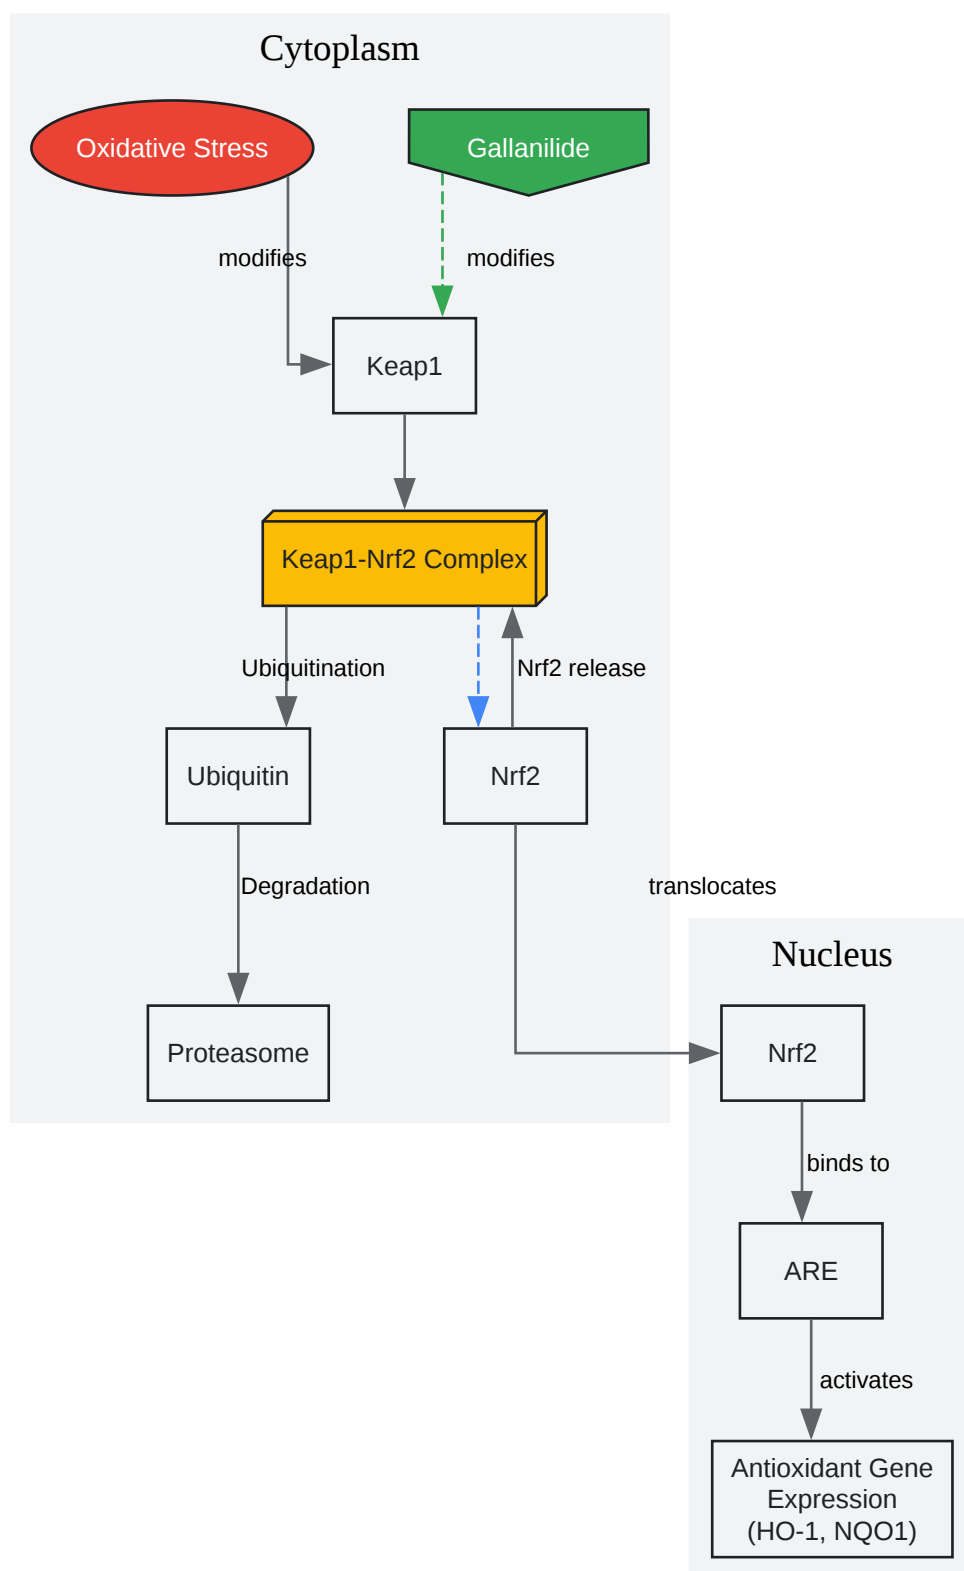 Cytoplasm
Oxidative Stress
Gallanilide
modifies
modifies
Keap1
Keap1-Nrf2 Complex
Ubiquitination
Nrf2 release
Ubiquitin
Nrf2
Degradation
translocates
Nucleus
Proteasome
Nrf2
binds to
ARE
activates
Antioxidant Gene
Expression
(HO-1, NQO1)